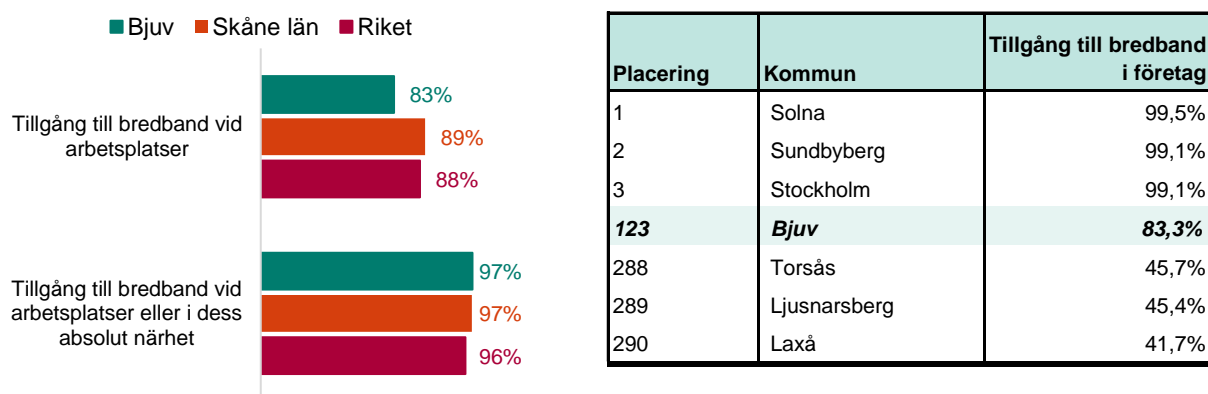 Bjuv Skåne län Riket
Tillgång till bredband vid
arbetsplatser
83%
89%
88%
Tillgång till bredband vid
arbetsplatser eller i dess
absolut närhet
97%
97%
96%
Placering Kommun Tillgång till bredband
i företag
1 Solna 99,5%
2 Sundbyberg 99,1%
3 Stockholm 99,1%
123 Bjuv 83,3%
288 Torsås 45,7%
289 Ljusnarsberg 45,4%
290 Laxå 41,7%